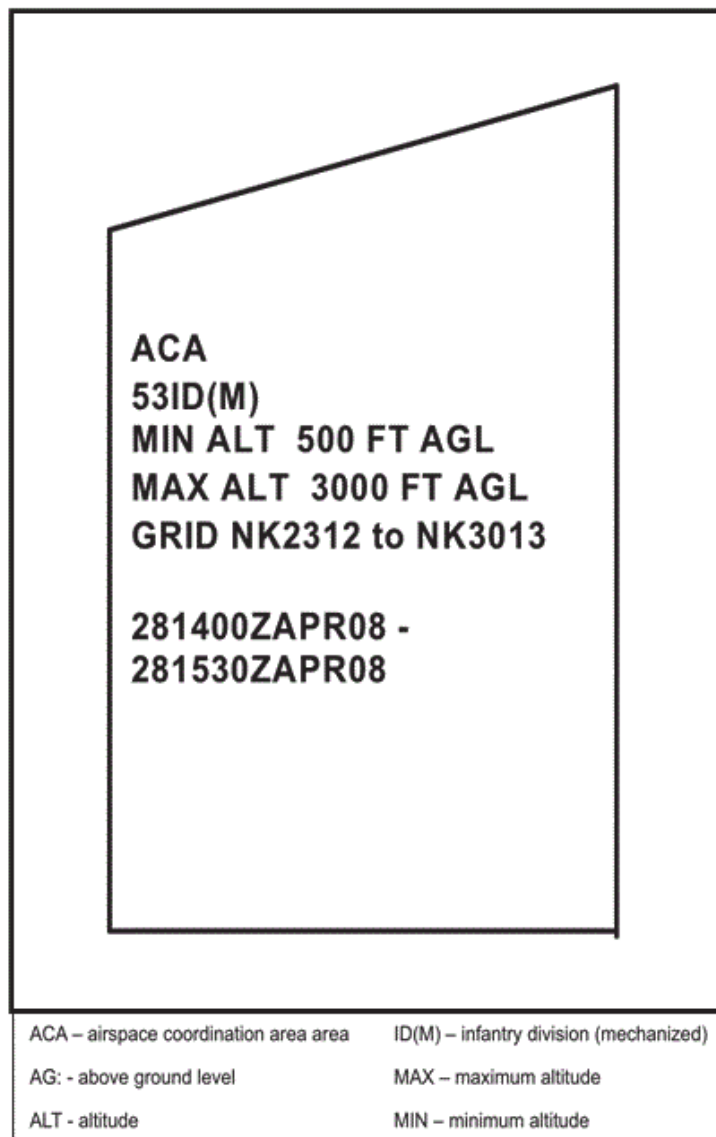 ACA
53ID(M)
MIN ALT 500 FT AGL
MAX ALT 3000 FT AGL
GRID NK2312 to NK3013
281400ZAPR08 -
281530ZAPR08
ACA – airspace coordination area area
ID(M) – infantry division (mechanized)
AG: - above ground level
MAX – maximum altitude
ALT - altitude
MIN – minimum altitude